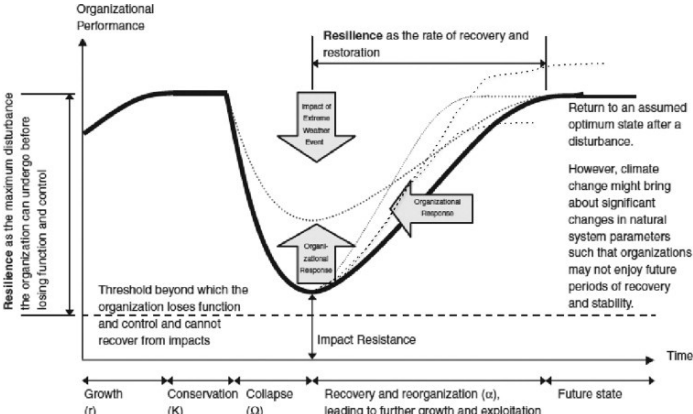 Organizational
Performance
Resilience as the rate of recovery and
restoration
Resilience as the maximum disturbance
the organization can undergo before
losing function and control
Impact of
Extreme
Weather
Event
Return to an assumed
optimum state after a
disturbance.
However, climate
change might bring
about significant
changes in natural
system parameters
such that organizations
may not enjoy future
periods of recovery
and stability.
Organizational
Response
Organi-
zational
Response
Threshold beyond which the
organization loses function
and control and cannot
recover from impacts
Impact Resistance
Time
Growth
(r)
Conservation
(K)
Collapse
(Ω)
Recovery and reorganization (α),
leading to further growth and exploitation
Future state